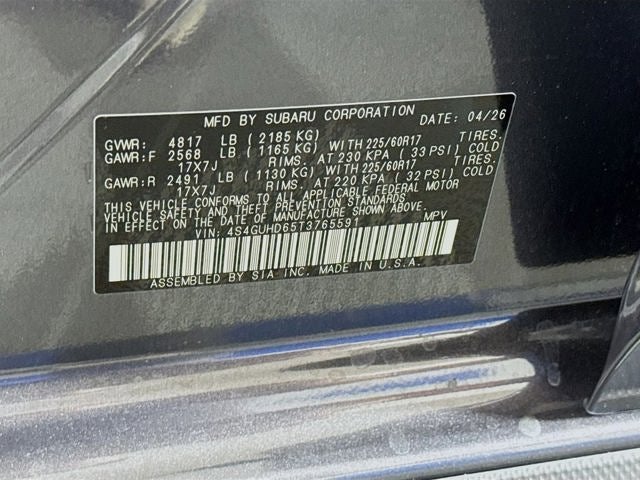 MFD BY SUBARU CORPORATION DATE: 04/26
GVWR: 4817 LB ( 2185 KG)
GAWR:F 2568 LB ( 1165 KG) WITH 225/60R17 TIRES.
17X7J RIMS. AT 230 KPA ( 33 PSI) COLD
GAWR:R 2491 LB ( 1130 KG) WITH 225/60R17 TIRES.
17X7J RIMS. AT 220 KPA ( 32 PSI) COLD
THIS VEHICLE CONFORMS TO ALL APPLICABLE FEDERAL MOTOR
VEHICLE SAFETY AND THEFT PREVENTION STANDARDS IN
EFFECT ON THE DATE OF MANUFACTURE SHOWN ABOVE.
VIN: 4S4GUHD65T3765591 MPV
ASSEMBLED BY SIA INC, MADE IN U.S.A.